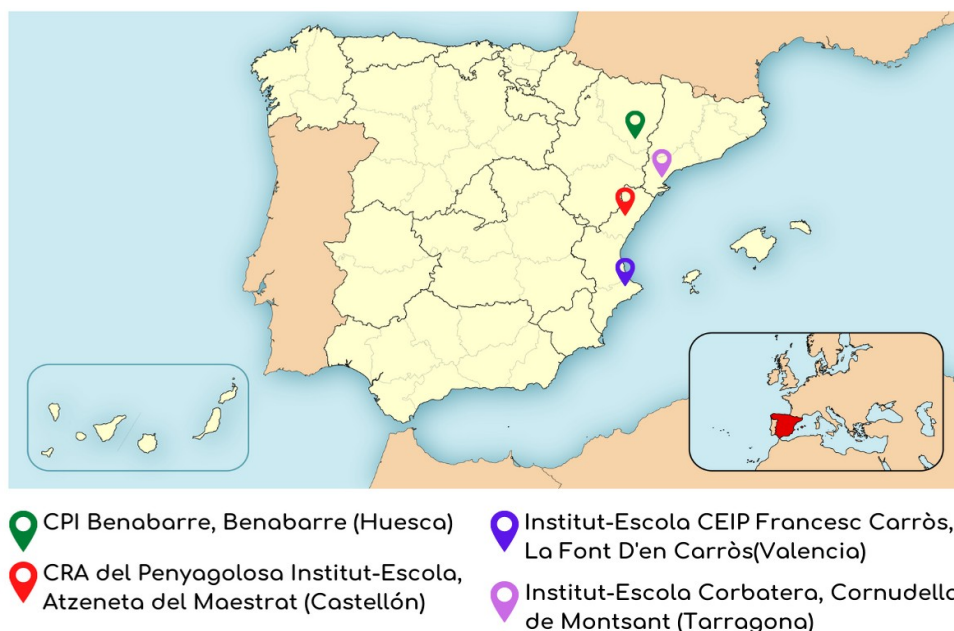 CPI Benabarre, Benabarre (Huesca)
CRA del Penyagolosa Institut-Escola,
Atzeneta del Maestrat (Castellón)
Institut-Escola CEIP Francesc Carròs,
La Font D'en Carròs(Valencia)
Institut-Escola Corbatera, Cornudella
de Montsant (Tarragona)